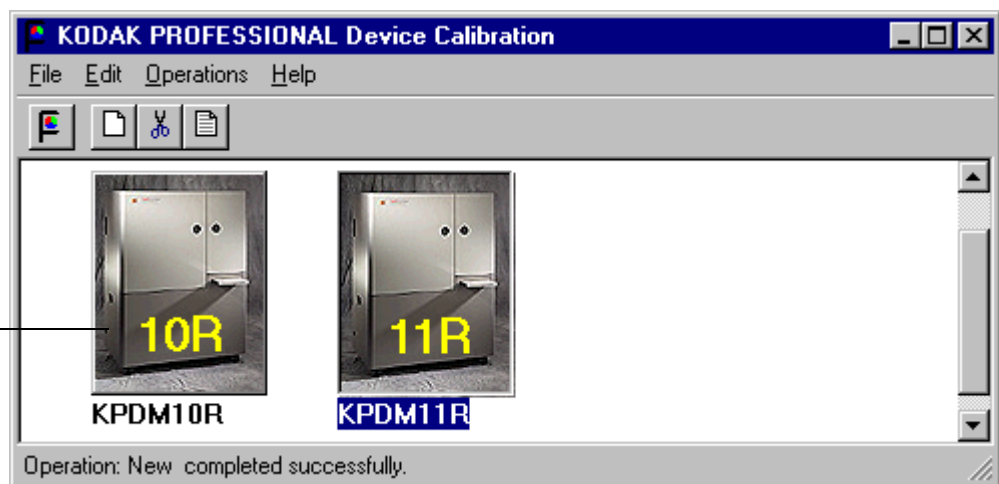 KODAK PROFESSIONAL Device Calibration
File Edit Operations Help
10R 11R
KPDM10R KPDM11R
Operation: New completed successfully.